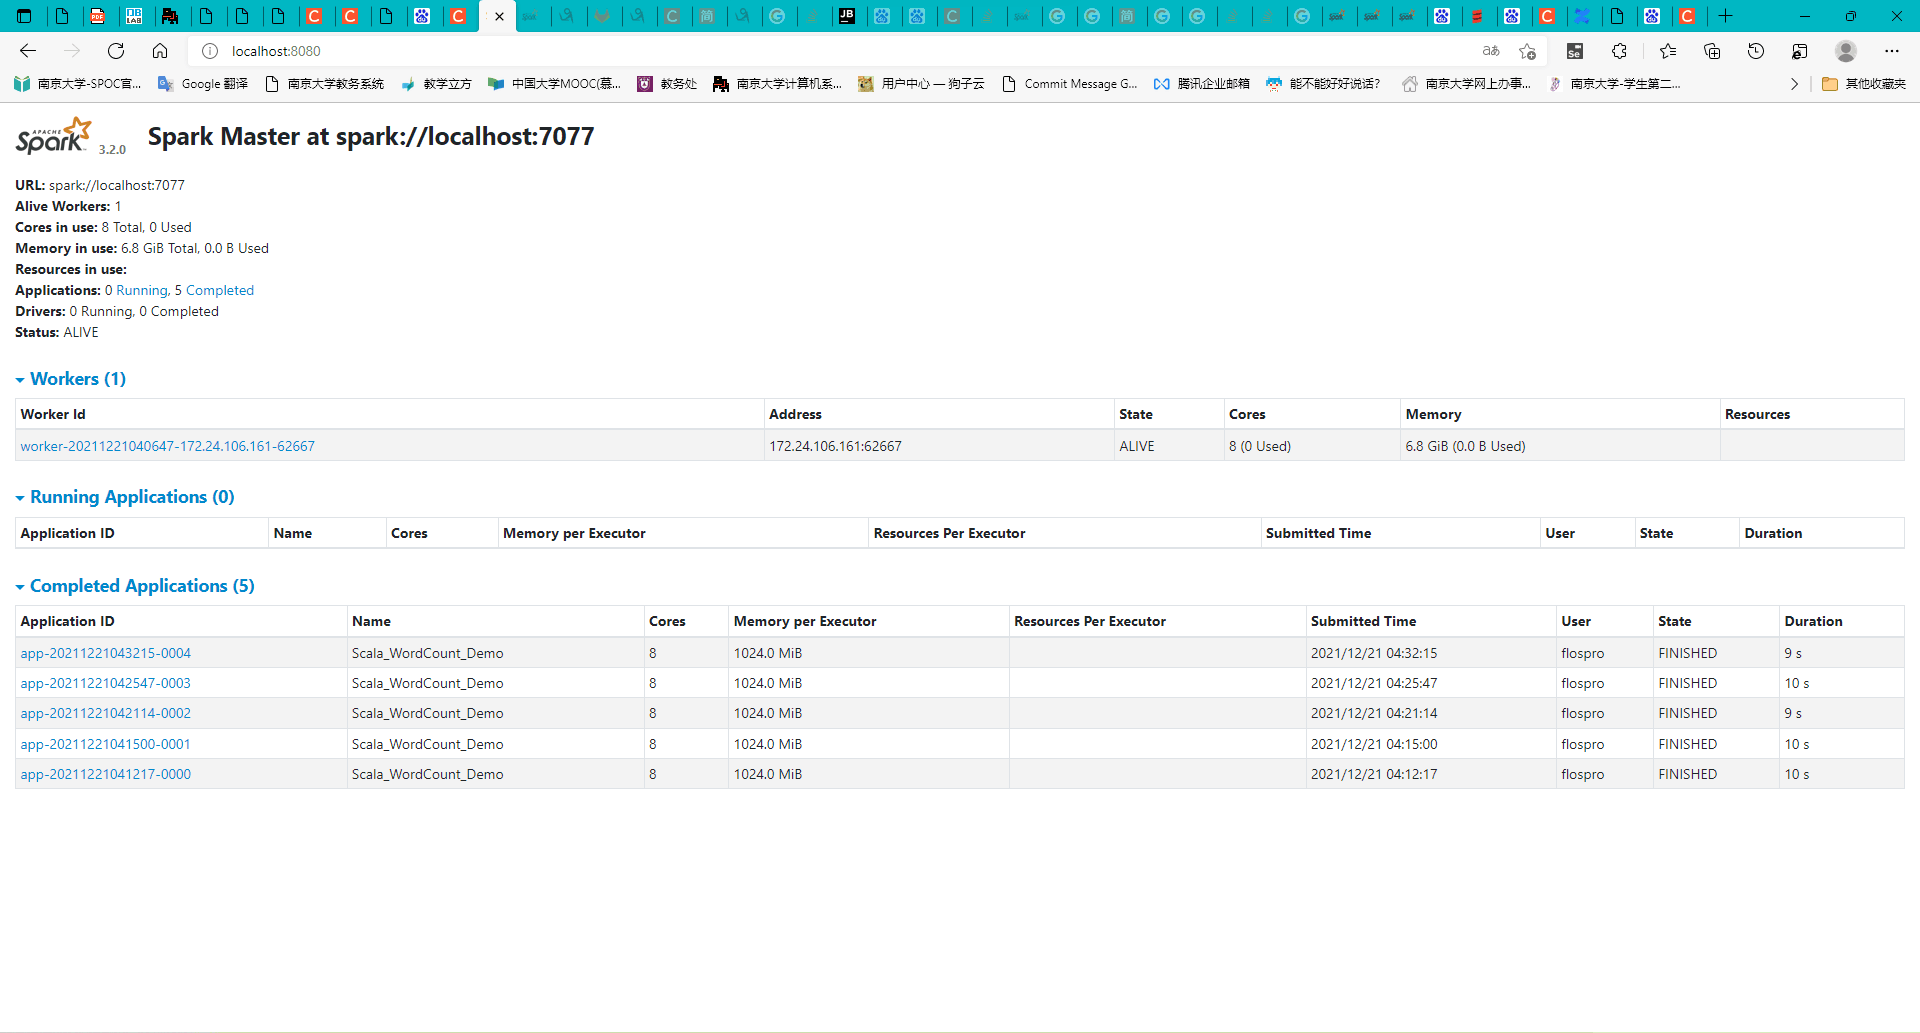 localhost:8080
南京大学-SPOC官... Google 翻译 南京大学教务系统 教学立方 中国大学MOOC(慕... 教务处 南京大学计算机系... 用户中心 — 狗子云 Commit Message G... 腾讯企业邮箱 能不能好好说话? 南京大学网上办事... 南京大学-学生第二... 其他收藏夹
APACHE Spark 3.2.0 Spark Master at spark://localhost:7077
URL: spark://localhost:7077
Alive Workers: 1
Cores in use: 8 Total, 0 Used
Memory in use: 6.8 GiB Total, 0.0 B Used
Resources in use:
Applications: 0 Running, 5 Completed
Drivers: 0 Running, 0 Completed
Status: ALIVE
Workers (1)
Worker Id Address State Cores Memory Resources
worker-20211221040647-172.24.106.161-62667 172.24.106.161:62667 ALIVE 8 (0 Used) 6.8 GiB (0.0 B Used)
Running Applications (0)
Application ID Name Cores Memory per Executor Resources Per Executor Submitted Time User State Duration
Completed Applications (5)
Application ID Name Cores Memory per Executor Resources Per Executor Submitted Time User State Duration
app-20211221043215-0004 Scala_WordCount_Demo 8 1024.0 MiB 2021/12/21 04:32:15 flospro FINISHED 9 s
app-20211221042547-0003 Scala_WordCount_Demo 8 1024.0 MiB 2021/12/21 04:25:47 flospro FINISHED 10 s
app-20211221042114-0002 Scala_WordCount_Demo 8 1024.0 MiB 2021/12/21 04:21:14 flospro FINISHED 9 s
app-20211221041500-0001 Scala_WordCount_Demo 8 1024.0 MiB 2021/12/21 04:15:00 flospro FINISHED 10 s
app-20211221041217-0000 Scala_WordCount_Demo 8 1024.0 MiB 2021/12/21 04:12:17 flospro FINISHED 10 s